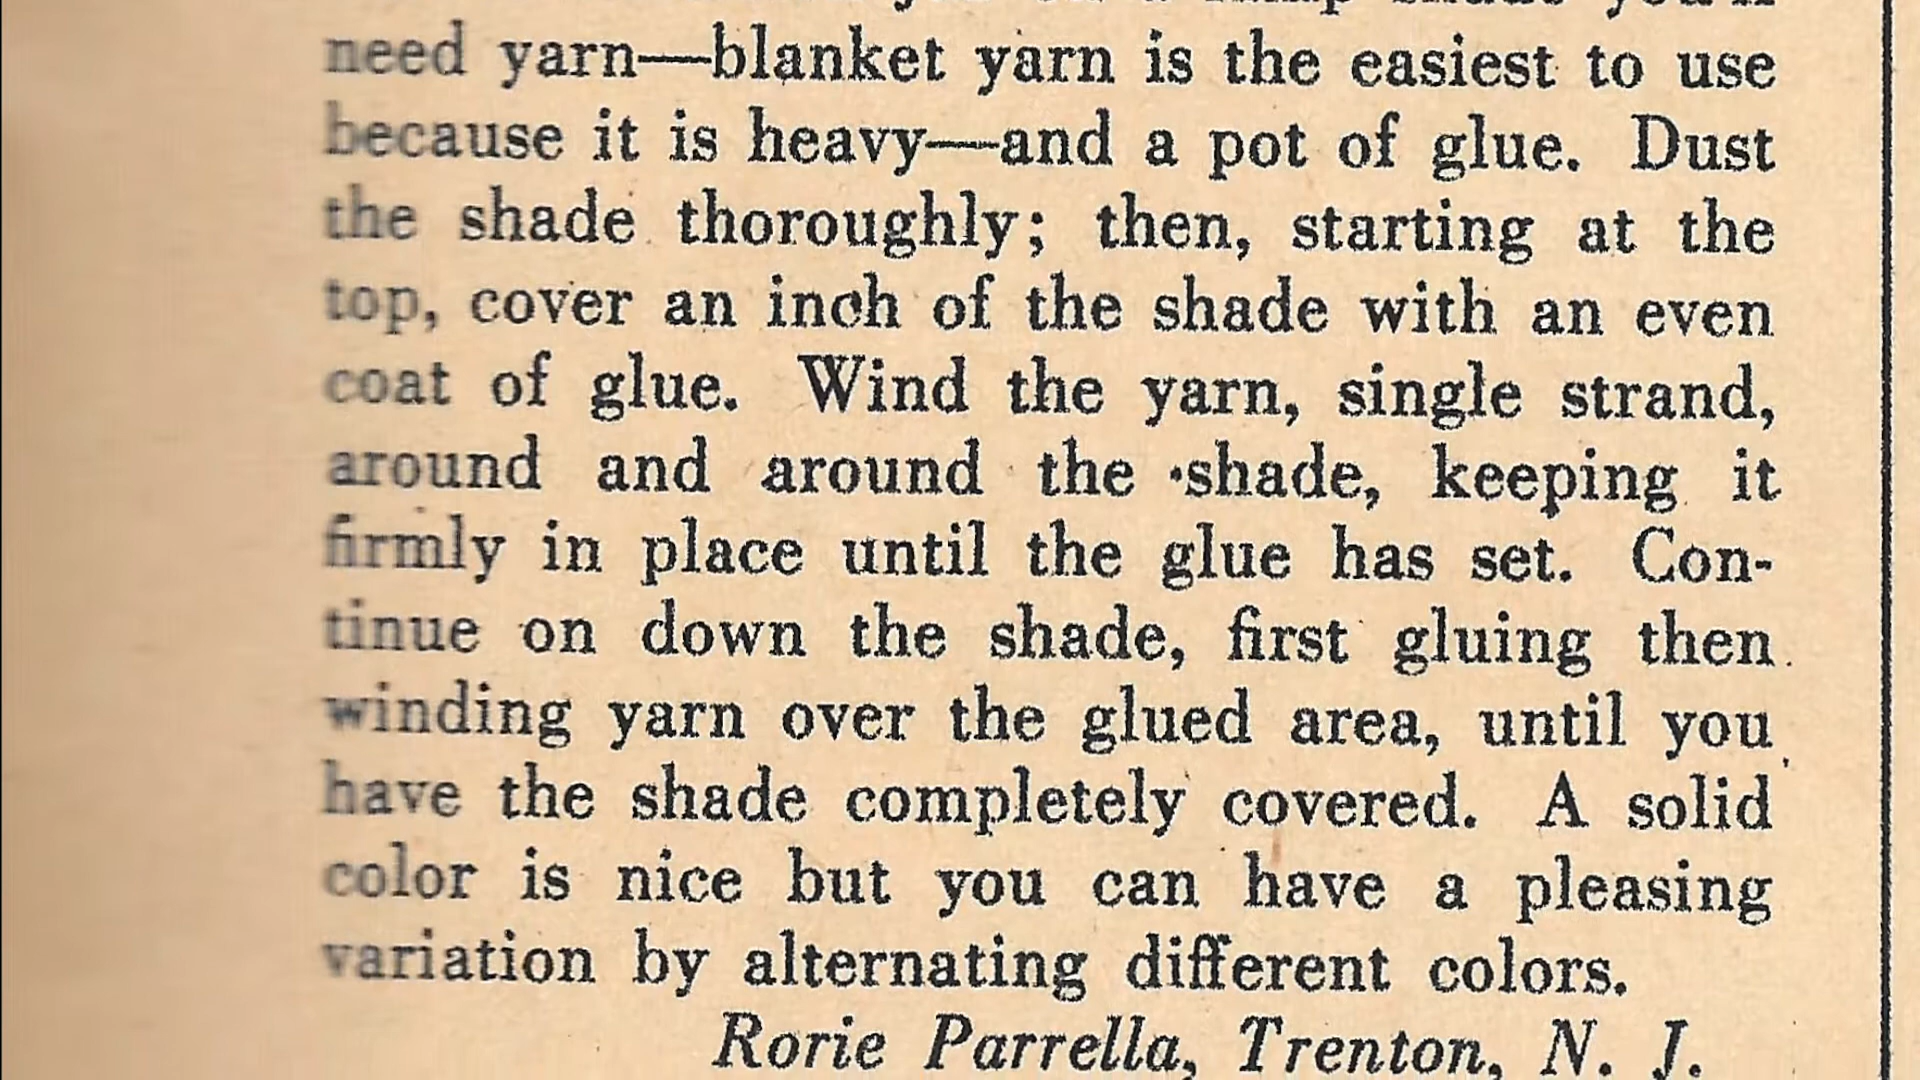 need yarn—blanket yarn is the easiest to use
because it is heavy—and a pot of glue. Dust
the shade thoroughly; then, starting at the
top, cover an inch of the shade with an even
coat of glue. Wind the yarn, single strand,
around and around the shade, keeping it
firmly in place until the glue has set. Con-
tinue on down the shade, first gluing then
winding yarn over the glued area, until you
have the shade completely covered. A solid
color is nice but you can have a pleasing
variation by alternating different colors.
Rorie Parrella, Trenton, N. J.